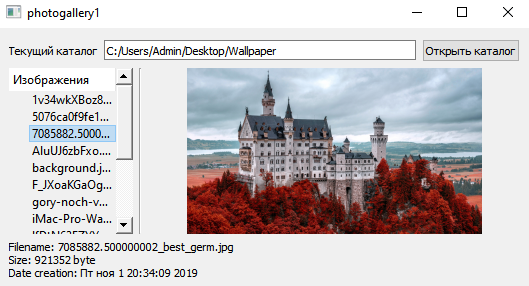 photogallery1
Текущий каталог C:/Users/Admin/Desktop/Wallpaper Открыть каталог
Изображения
1v34wkXBoz8...
5076ca0f9fe1...
7085882.5000...
AluUJ6zbFxo....
background.j...
F_JXoaKGaOg...
gory-noch-v...
iMac-Pro-Wa...
Filename: 7085882.500000002_best_germ.jpg
Size: 921352 byte
Date creation: Пт ноя 1 20:34:09 2019